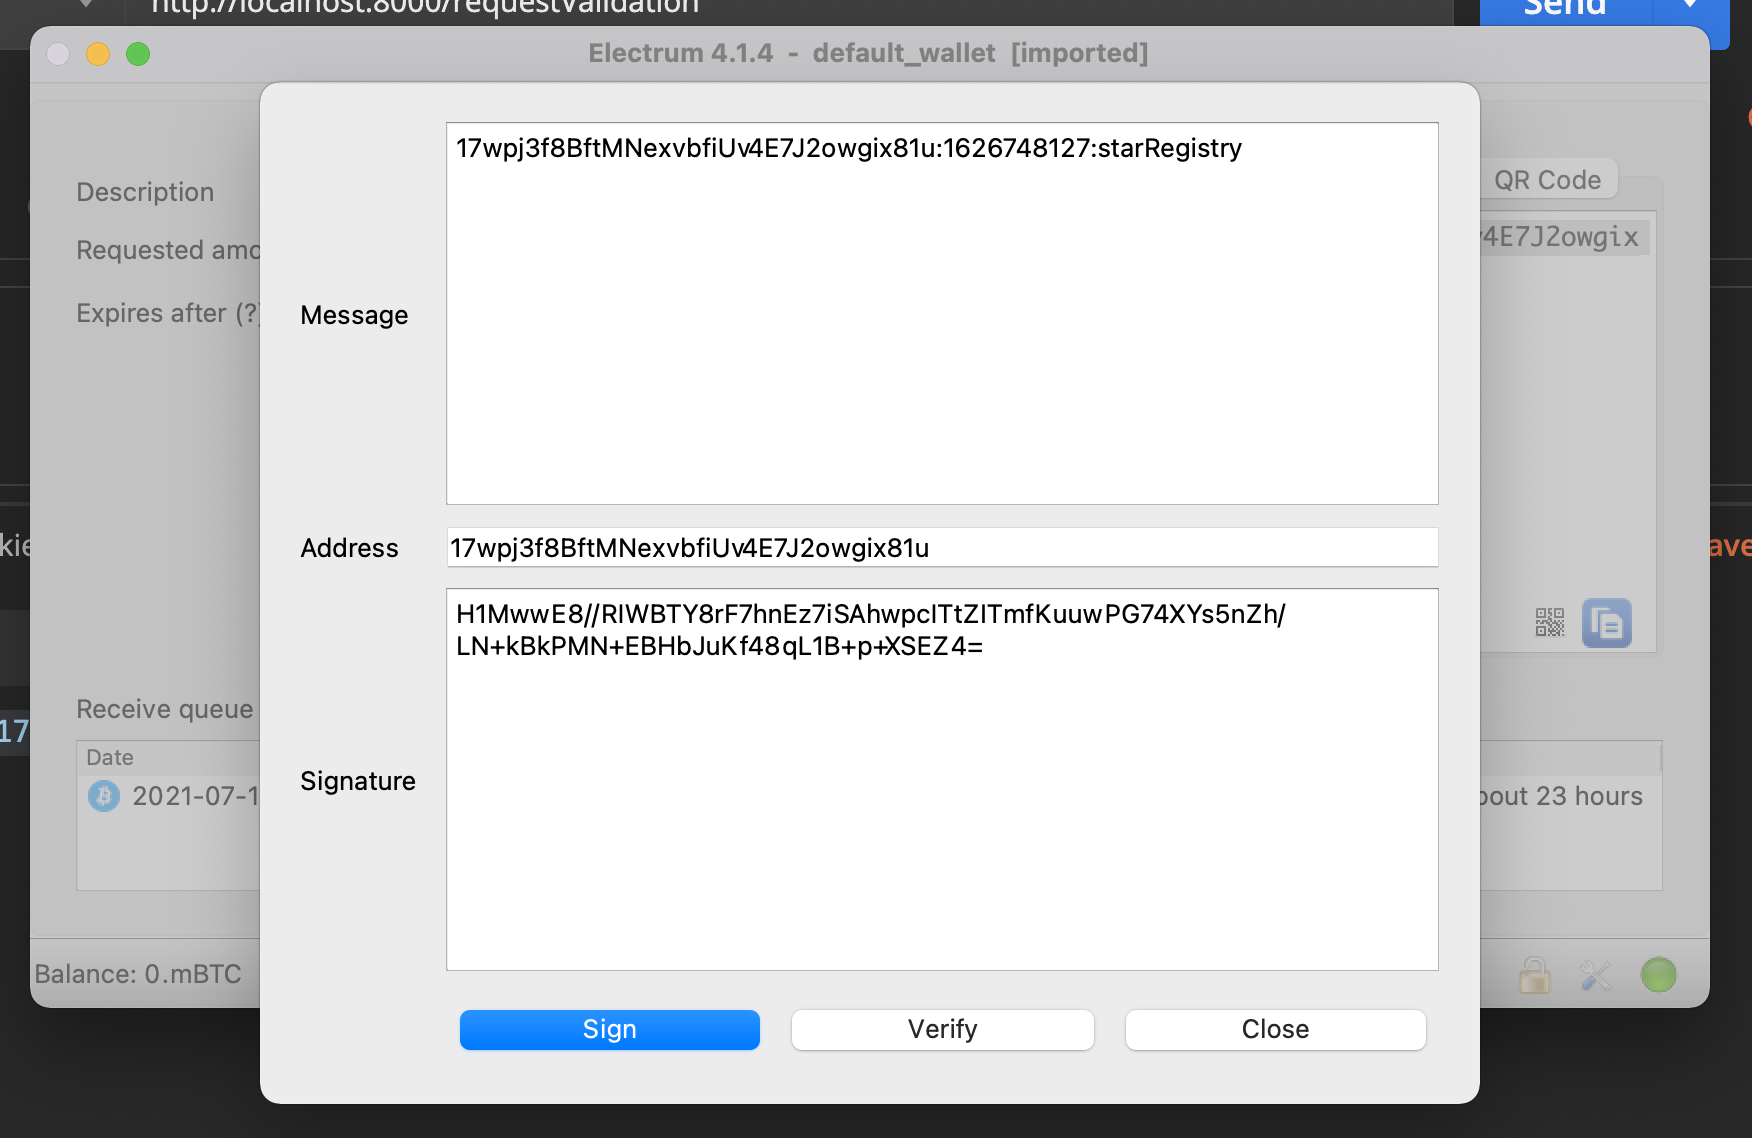 http://localhost:8000/requestValidation
Send
Electrum 4.1.4 - default_wallet [imported]
17wpj3f8BftMNexvbfiUv4E7J2owgix81u:1626748127:starRegistry
Description
QR Code
Requested amo
v4E7J2owgix
Expires after (?)
Message
kie
Address
17wpj3f8BftMNexvbfiUv4E7J2owgix81u
ave
H1MwwE8//RIWBTY8rF7hnEz7iSAhwpcITtZITmfKuuwPG74XYs5nZh/
LN+kBkPMN+EBHbJuKf48qL1B+p+XSEZ4=
Receive queue
17
Date
Signature
2021-07-1
bout 23 hours
Balance: 0.mBTC
Sign
Verify
Close